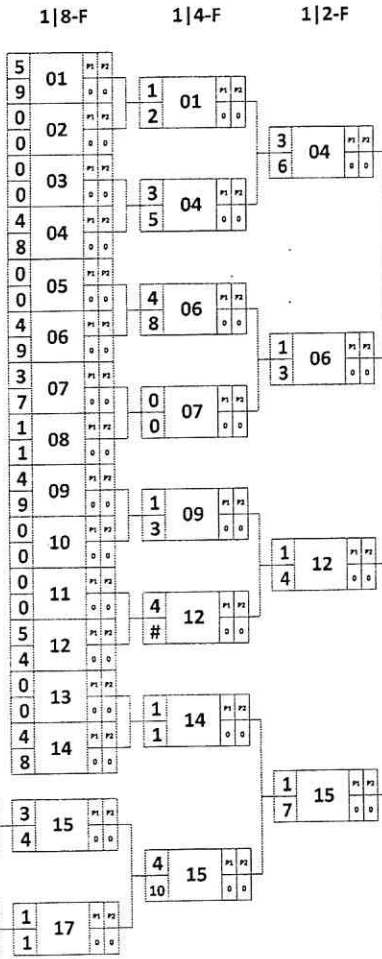 1|8-F 1|4-F 1|2-F
5 9 01 P1 P2 0 0
0 0 02 P1 P2 0 0
0 0 03 P1 P2 0 0
4 8 04 P1 P2 0 0
0 0 05 P1 P2 0 0
4 9 06 P1 P2 0 0
3 7 07 P1 P2 0 0
1 1 08 P1 P2 0 0
4 9 09 P1 P2 0 0
0 0 10 P1 P2 0 0
0 0 11 P1 P2 0 0
5 4 12 P1 P2 0 0
0 0 13 P1 P2 0 0
4 8 14 P1 P2 0 0
3 4 15 P1 P2 0 0
1 1 17 P1 P2 0 0
1 2 01 P1 P2 0 0
3 5 04 P1 P2 0 0
4 8 06 P1 P2 0 0
0 0 07 P1 P2 0 0
1 3 09 P1 P2 0 0
4 # 12 P1 P2 0 0
1 1 14 P1 P2 0 0
4 10 15 P1 P2 0 0
3 6 04 P1 P2 0 0
1 3 06 P1 P2 0 0
1 4 12 P1 P2 0 0
1 7 15 P1 P2 0 0